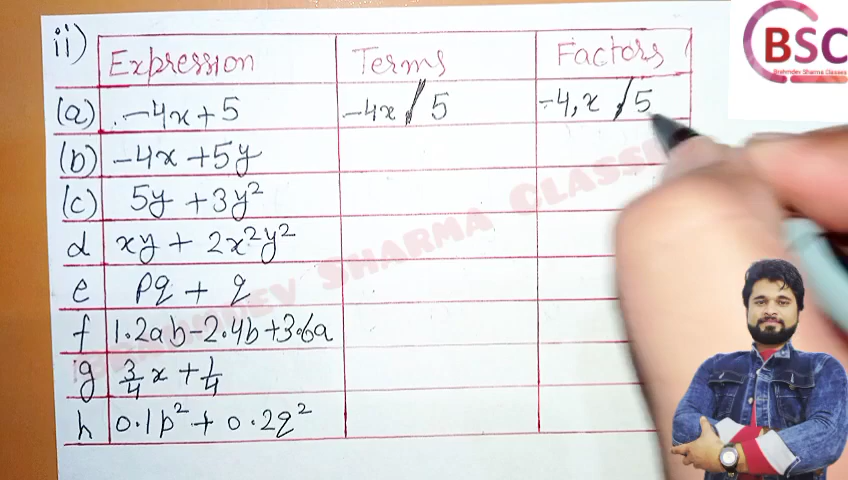 ii)
Expression Terms Factors
(a) -4x+5 -4x / 5 -4, x / 5
(b) -4x +5y
(c) 5y +3y²
d xy + 2x²y²
e pq + q
f 1.2ab-2.4b+3.6a
g 3/4 x + 1/4
h 0.1p² + 0.2q²
BSC
Brahmdev Sharma Classes
Brahmdev Sharma Classes